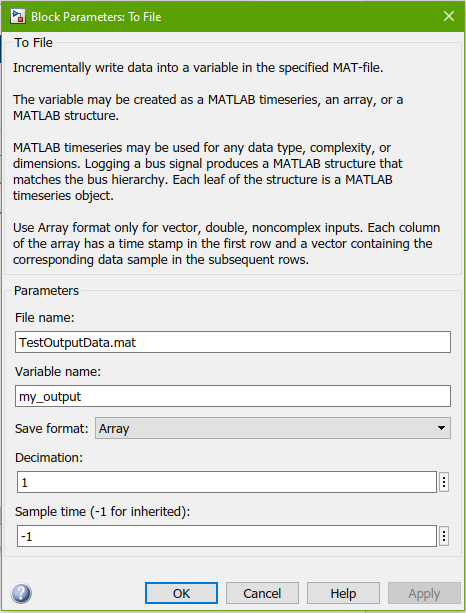 Block Parameters: To File
To File
Incrementally write data into a variable in the specified MAT-file.
The variable may be created as a MATLAB timeseries, an array, or a
MATLAB structure.
MATLAB timeseries may be used for any data type, complexity, or
dimensions. Logging a bus signal produces a MATLAB structure that
matches the bus hierarchy. Each leaf of the structure is a MATLAB
timeseries object.
Use Array format only for vector, double, noncomplex inputs. Each column
of the array has a time stamp in the first row and a vector containing the
corresponding data sample in the subsequent rows.
Parameters
File name:
TestOutputData.mat
Variable name:
my_output
Save format: Array
Decimation:
1
Sample time (-1 for inherited):
-1
? OK Cancel Help Apply